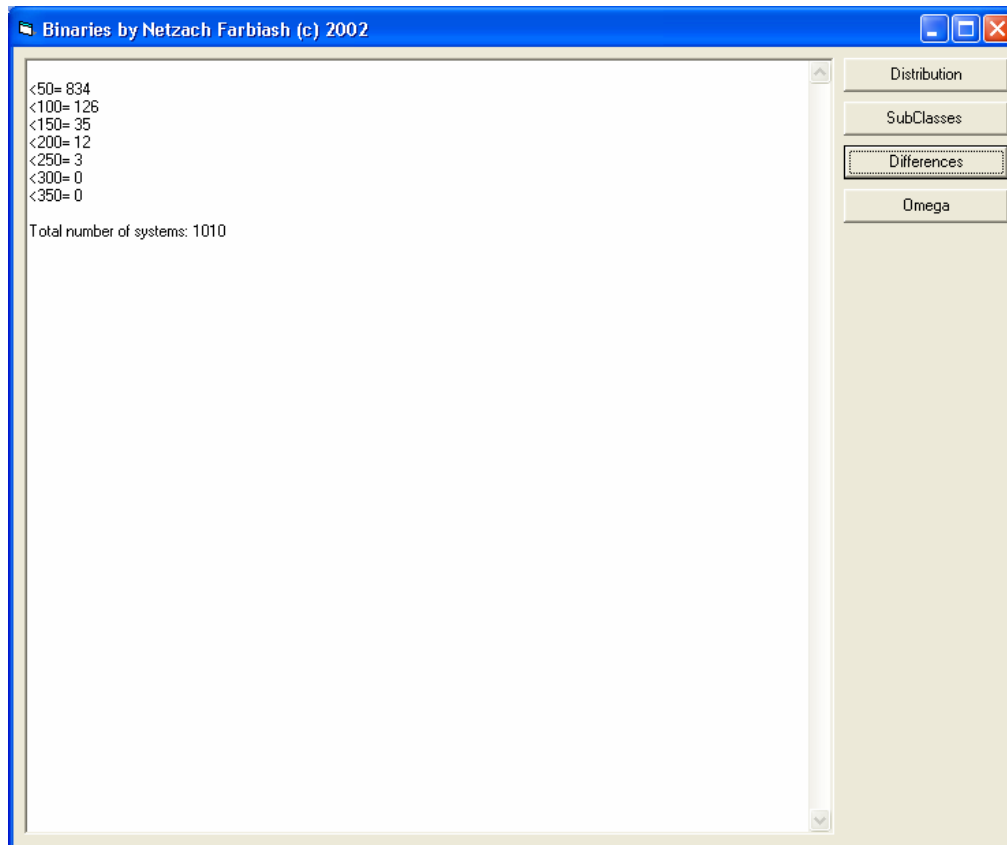 Binaries by Netzach Farbiash (c) 2002
<50= 834
<100= 126
<150= 35
<200= 12
<250= 3
<300= 0
<350= 0
Total number of systems: 1010
Distribution
SubClasses
Differences
Omega